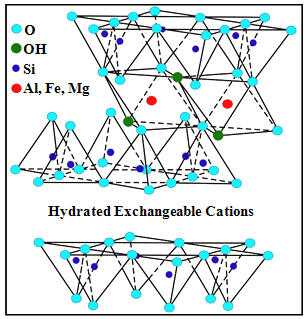 O
OH
Si
Al, Fe, Mg
Hydrated Exchangeable Cations